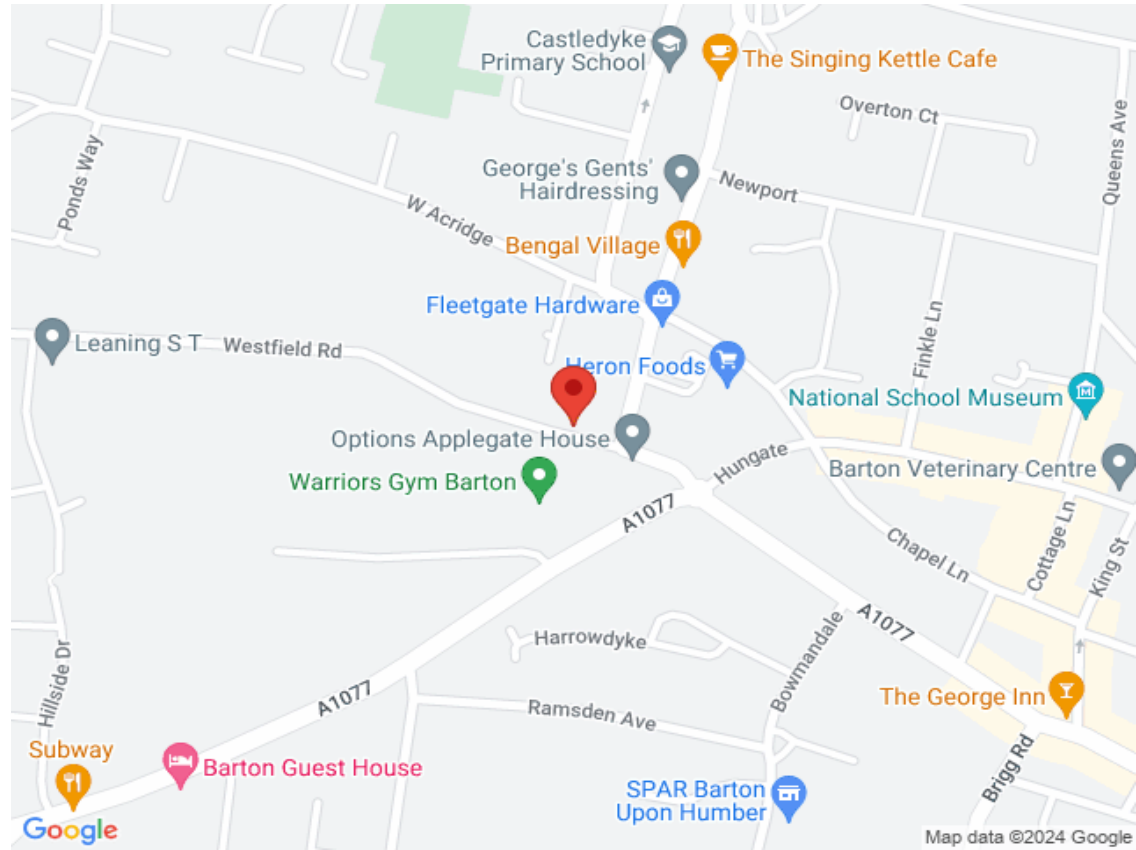 Castledyke
Primary School
The Singing Kettle Cafe
Overton Ct
Queens Ave
Ponds Way
George's Gents'
Hairdressing
Newport
W Acridge
Bengal Village
Fleetgate Hardware
Leaning S T
Westfield Rd
Heron Foods
Finkle Ln
National School Museum
Options Applegate House
Hungate
Barton Veterinary Centre
Warriors Gym Barton
A1077
Chapel Ln
Cottage Ln
King St
A1077
Harrowdyke
Bowmandale
Hillside Dr
A1077
Ramsden Ave
The George Inn
Subway
Barton Guest House
Brigg Rd
SPAR Barton
Upon Humber
Google
Map data ©2024 Google